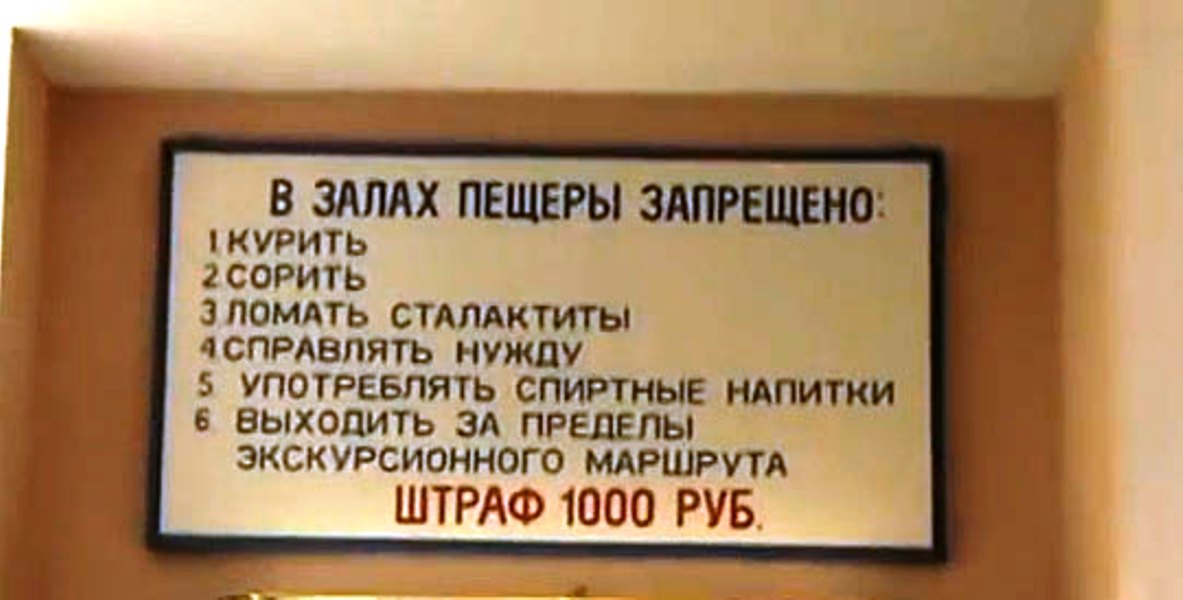 В ЗАЛАХ ПЕЩЕРЫ ЗАПРЕЩЕНО:
1 КУРИТЬ
2 СОРИТЬ
3 ЛОМАТЬ СТАЛАКТИТЫ
4 СПРАВЛЯТЬ НУЖДУ
5 УПОТРЕБЛЯТЬ СПИРТНЫЕ НАПИТКИ
6 ВЫХОДИТЬ ЗА ПРЕДЕЛЫ
ЭКСКУРСИОННОГО МАРШРУТА
ШТРАФ 1000 РУБ.